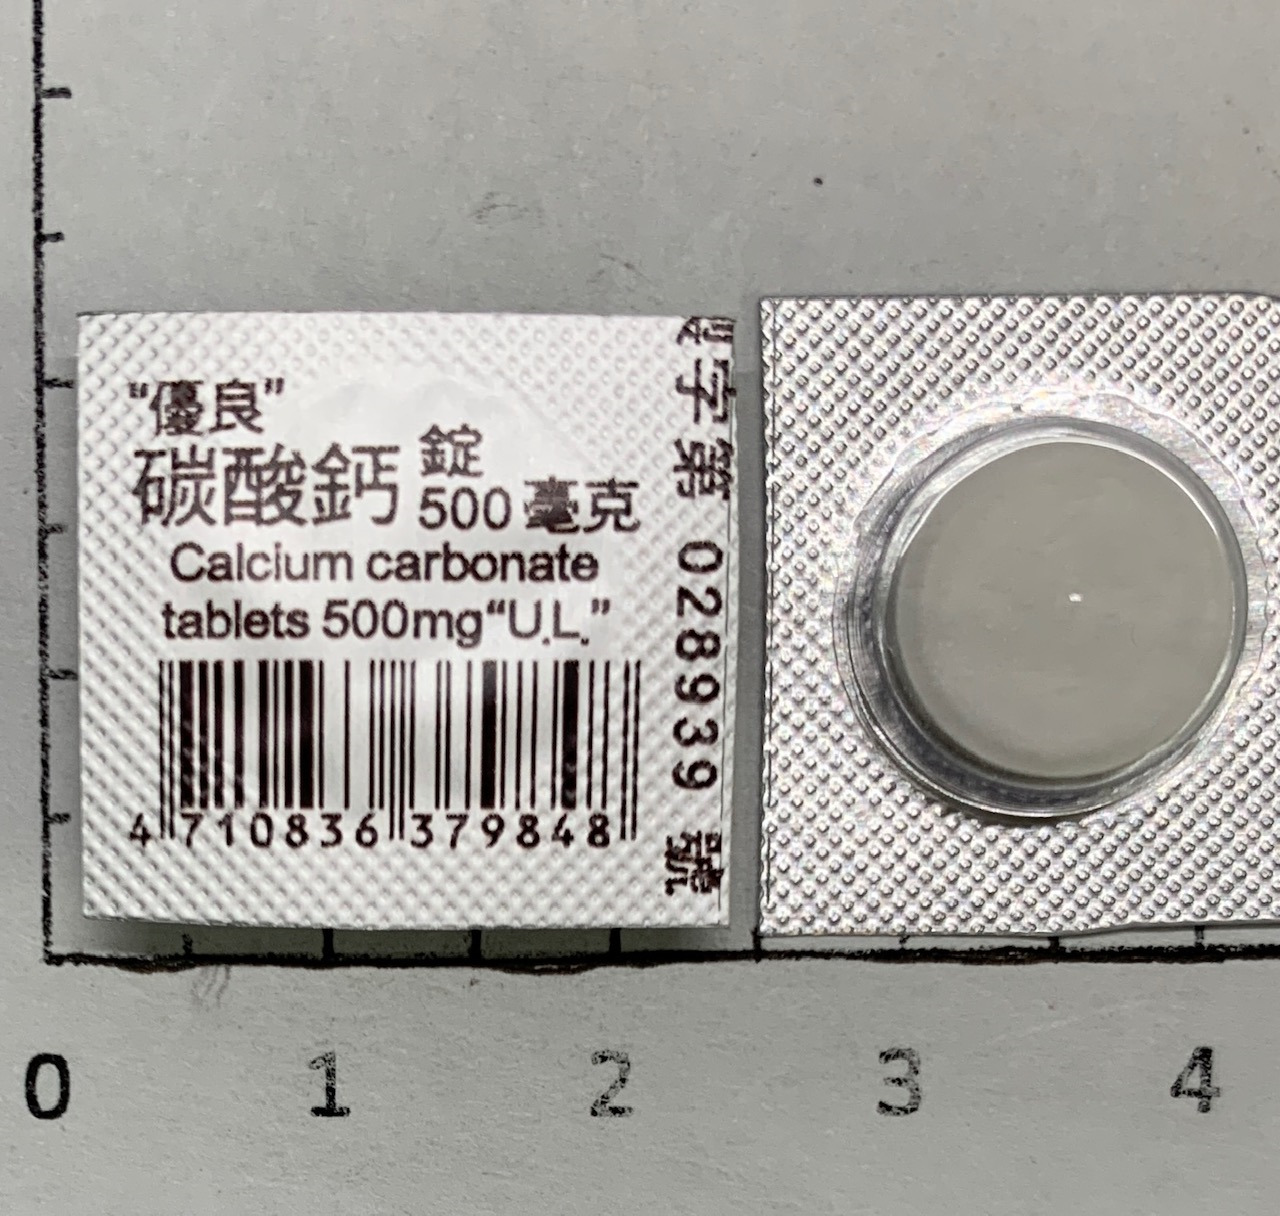 “優良”
碳酸鈣 錠
500 毫克
Calcium carbonate
tablets 500mg “U.L.”
4 710836 379848
字第 028939 號
0 1 2 3 4